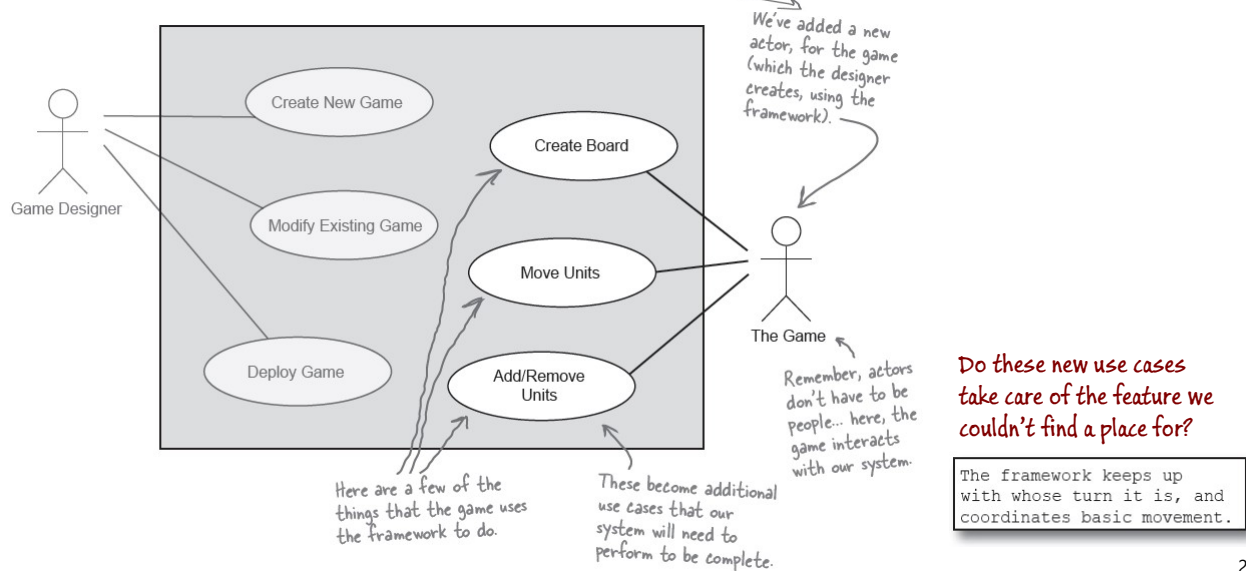 We've added a new
actor, for the game
(which the designer
creates, using the
framework).
Create New Game
Create Board
Game Designer
Modify Existing Game
Move Units
The Game
Deploy Game
Add/Remove
Units
Remember, actors
don't have to be
people... here, the
game interacts
with our system.
Do these new use cases
take care of the feature we
couldn't find a place for?
The framework keeps up
with whose turn it is, and
coordinates basic movement.
Here are a few of the
things that the game uses
the framework to do.
These become additional
use cases that our
system will need to
perform to be complete.
2